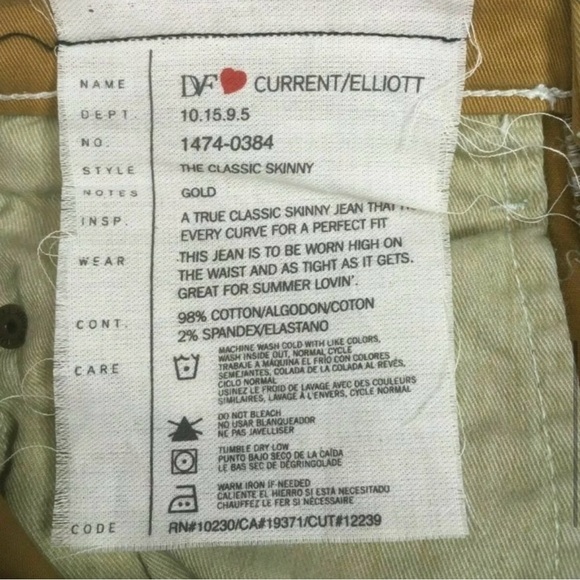 NAME DVF CURRENT/ELLIOTT
DEPT. 10.15.9.5
NO. 1474-0384
STYLE THE CLASSIC SKINNY
NOTES GOLD
INSP. A TRUE CLASSIC SKINNY JEAN THAT
EVERY CURVE FOR A PERFECT FIT
WEAR THIS JEAN IS TO BE WORN HIGH ON
THE WAIST AND AS TIGHT AS IT GETS.
GREAT FOR SUMMER LOVIN'.
CONT. 98% COTTON/ALGODON/COTON
2% SPANDEX/ELASTANO
CARE MACHINE WASH COLD WITH LIKE COLORS,
WASH INSIDE OUT, NORMAL CYCLE
TRABAJE A MAQUINA EL FRIO CON COLORES
SEMEJANTES, COLADA DE LA COLADA AL REVÉS,
CICLO NORMAL
USINEZ LE FROID DE LAVAGE AVEC DES COULEURS
SIMILAIRES, LAVAGE À L'ENVERS, CYCLE NORMAL
DO NOT BLEACH
NO USAR BLANQUEADOR
NE PAS JAVELLISER
TUMBLE DRY LOW
PUNTO BAJO SECO DE LA CAÍDA
LE BAS SEC DE DÉGRINGOLADE
WARM IRON IF NEEDED
CALIENTE EL HIERRO SI ESTÁ NECESITADO
CHAUFFEZ LE FER SI NÉCESSAIRE
CODE RN#10230/CA#19371/CUT#12239